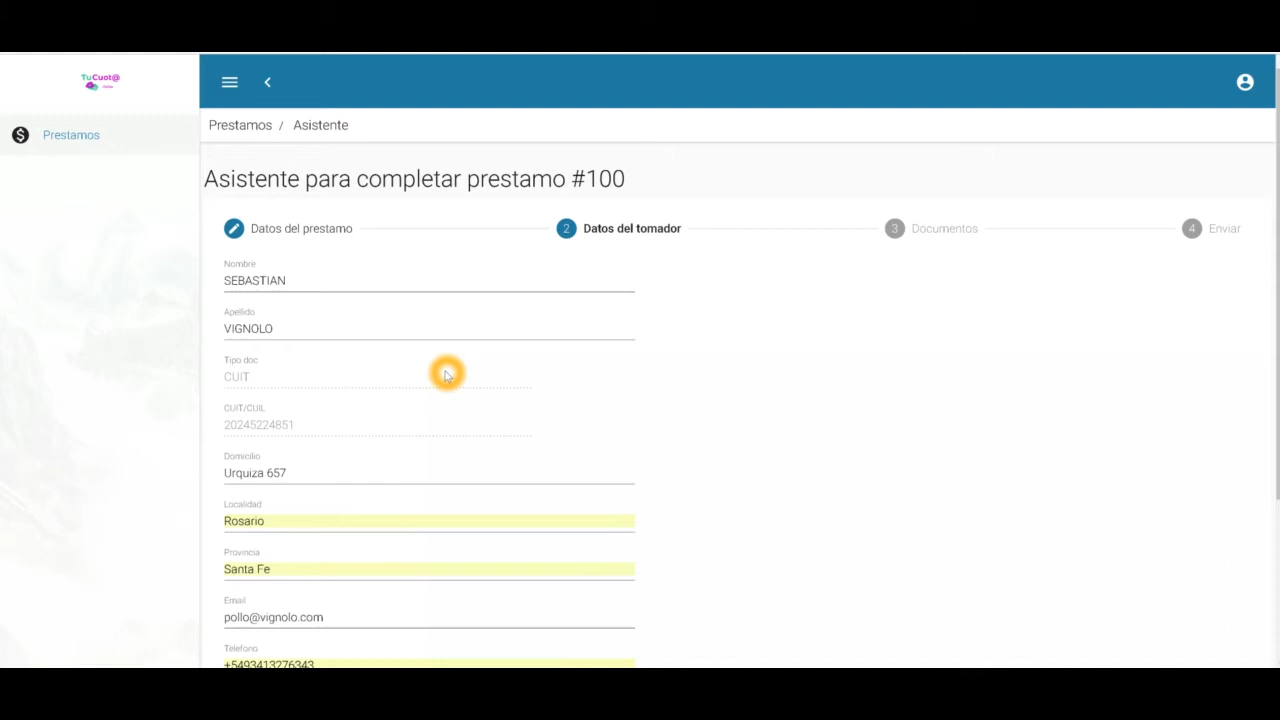 TuCuot@
Prestamos
Prestamos / Asistente
Asistente para completar prestamo #100
Datos del prestamo
2 Datos del tomador
3 Documentos
4 Enviar
Nombre
SEBASTIAN
Apellido
VIGNOLO
Tipo doc
CUIT
CUIT/CUIL
20245224851
Domicilio
Urquiza 657
Localidad
Rosario
Provincia
Santa Fe
Email
pollo@vignolo.com
Telefono
+5493413276343